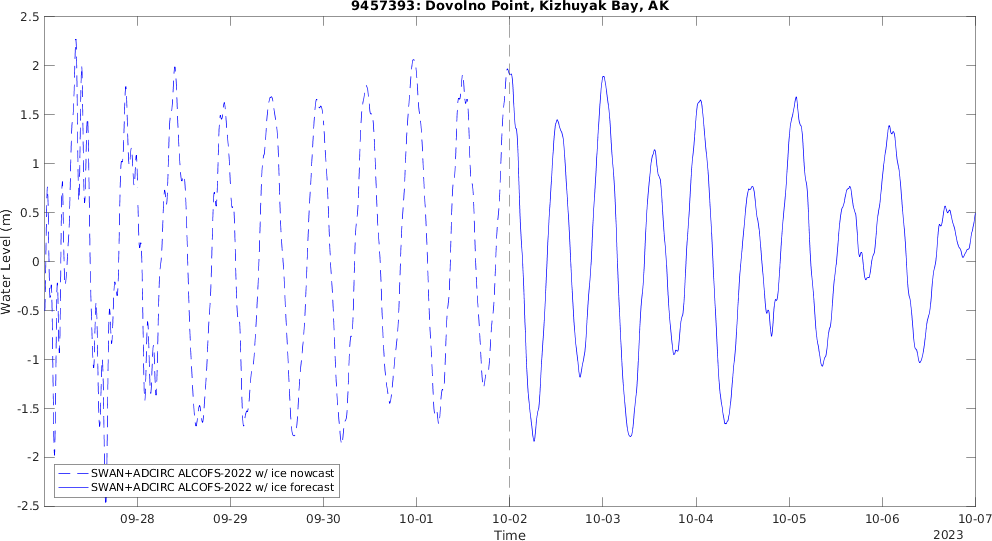 9457393: Dovolno Point, Kizhuyak Bay, AK
Water Level (m)
2.5
2
1.5
1
0.5
0
-0.5
-1
-1.5
-2
-2.5
SWAN+ADCIRC ALCOFS-2022 w/ ice nowcast
SWAN+ADCIRC ALCOFS-2022 w/ ice forecast
09-28 09-29 09-30 10-01 10-02 10-03 10-04 10-05 10-06 10-07
Time
2023